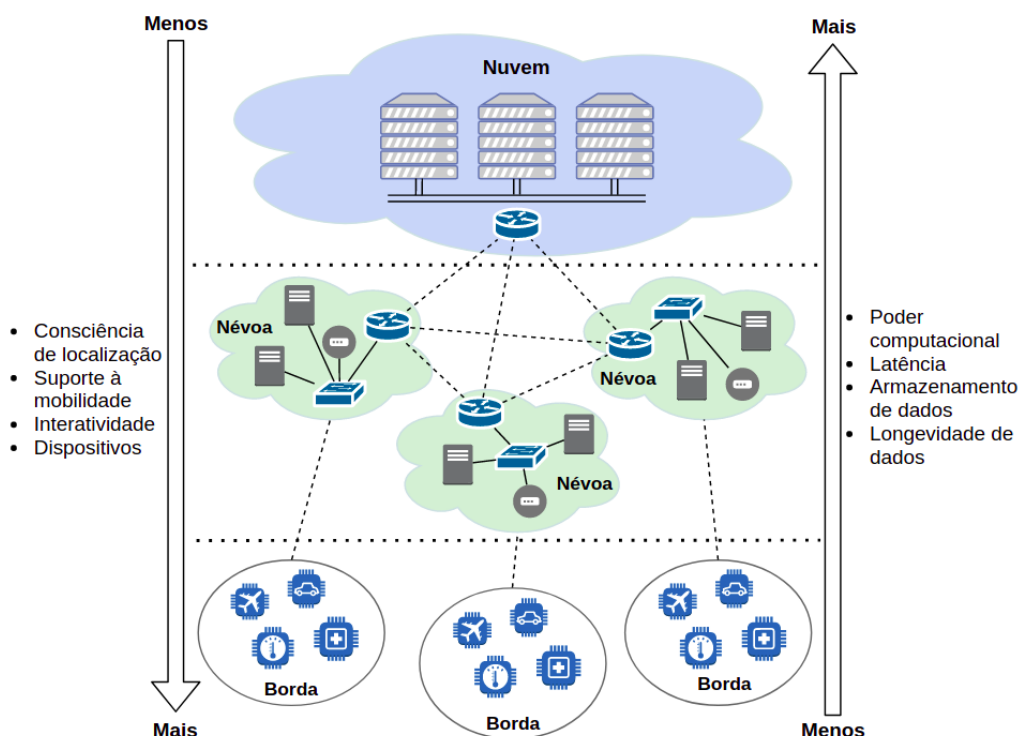 Menos
Mais
Nuvem
Névoa
Névoa
Névoa
• Consciência
de localização
• Suporte à
mobilidade
• Interatividade
• Dispositivos
• Poder
computacional
• Latência
• Armazenamento
de dados
• Longevidade de
dados
Borda
Borda
Borda
Mais
Menos